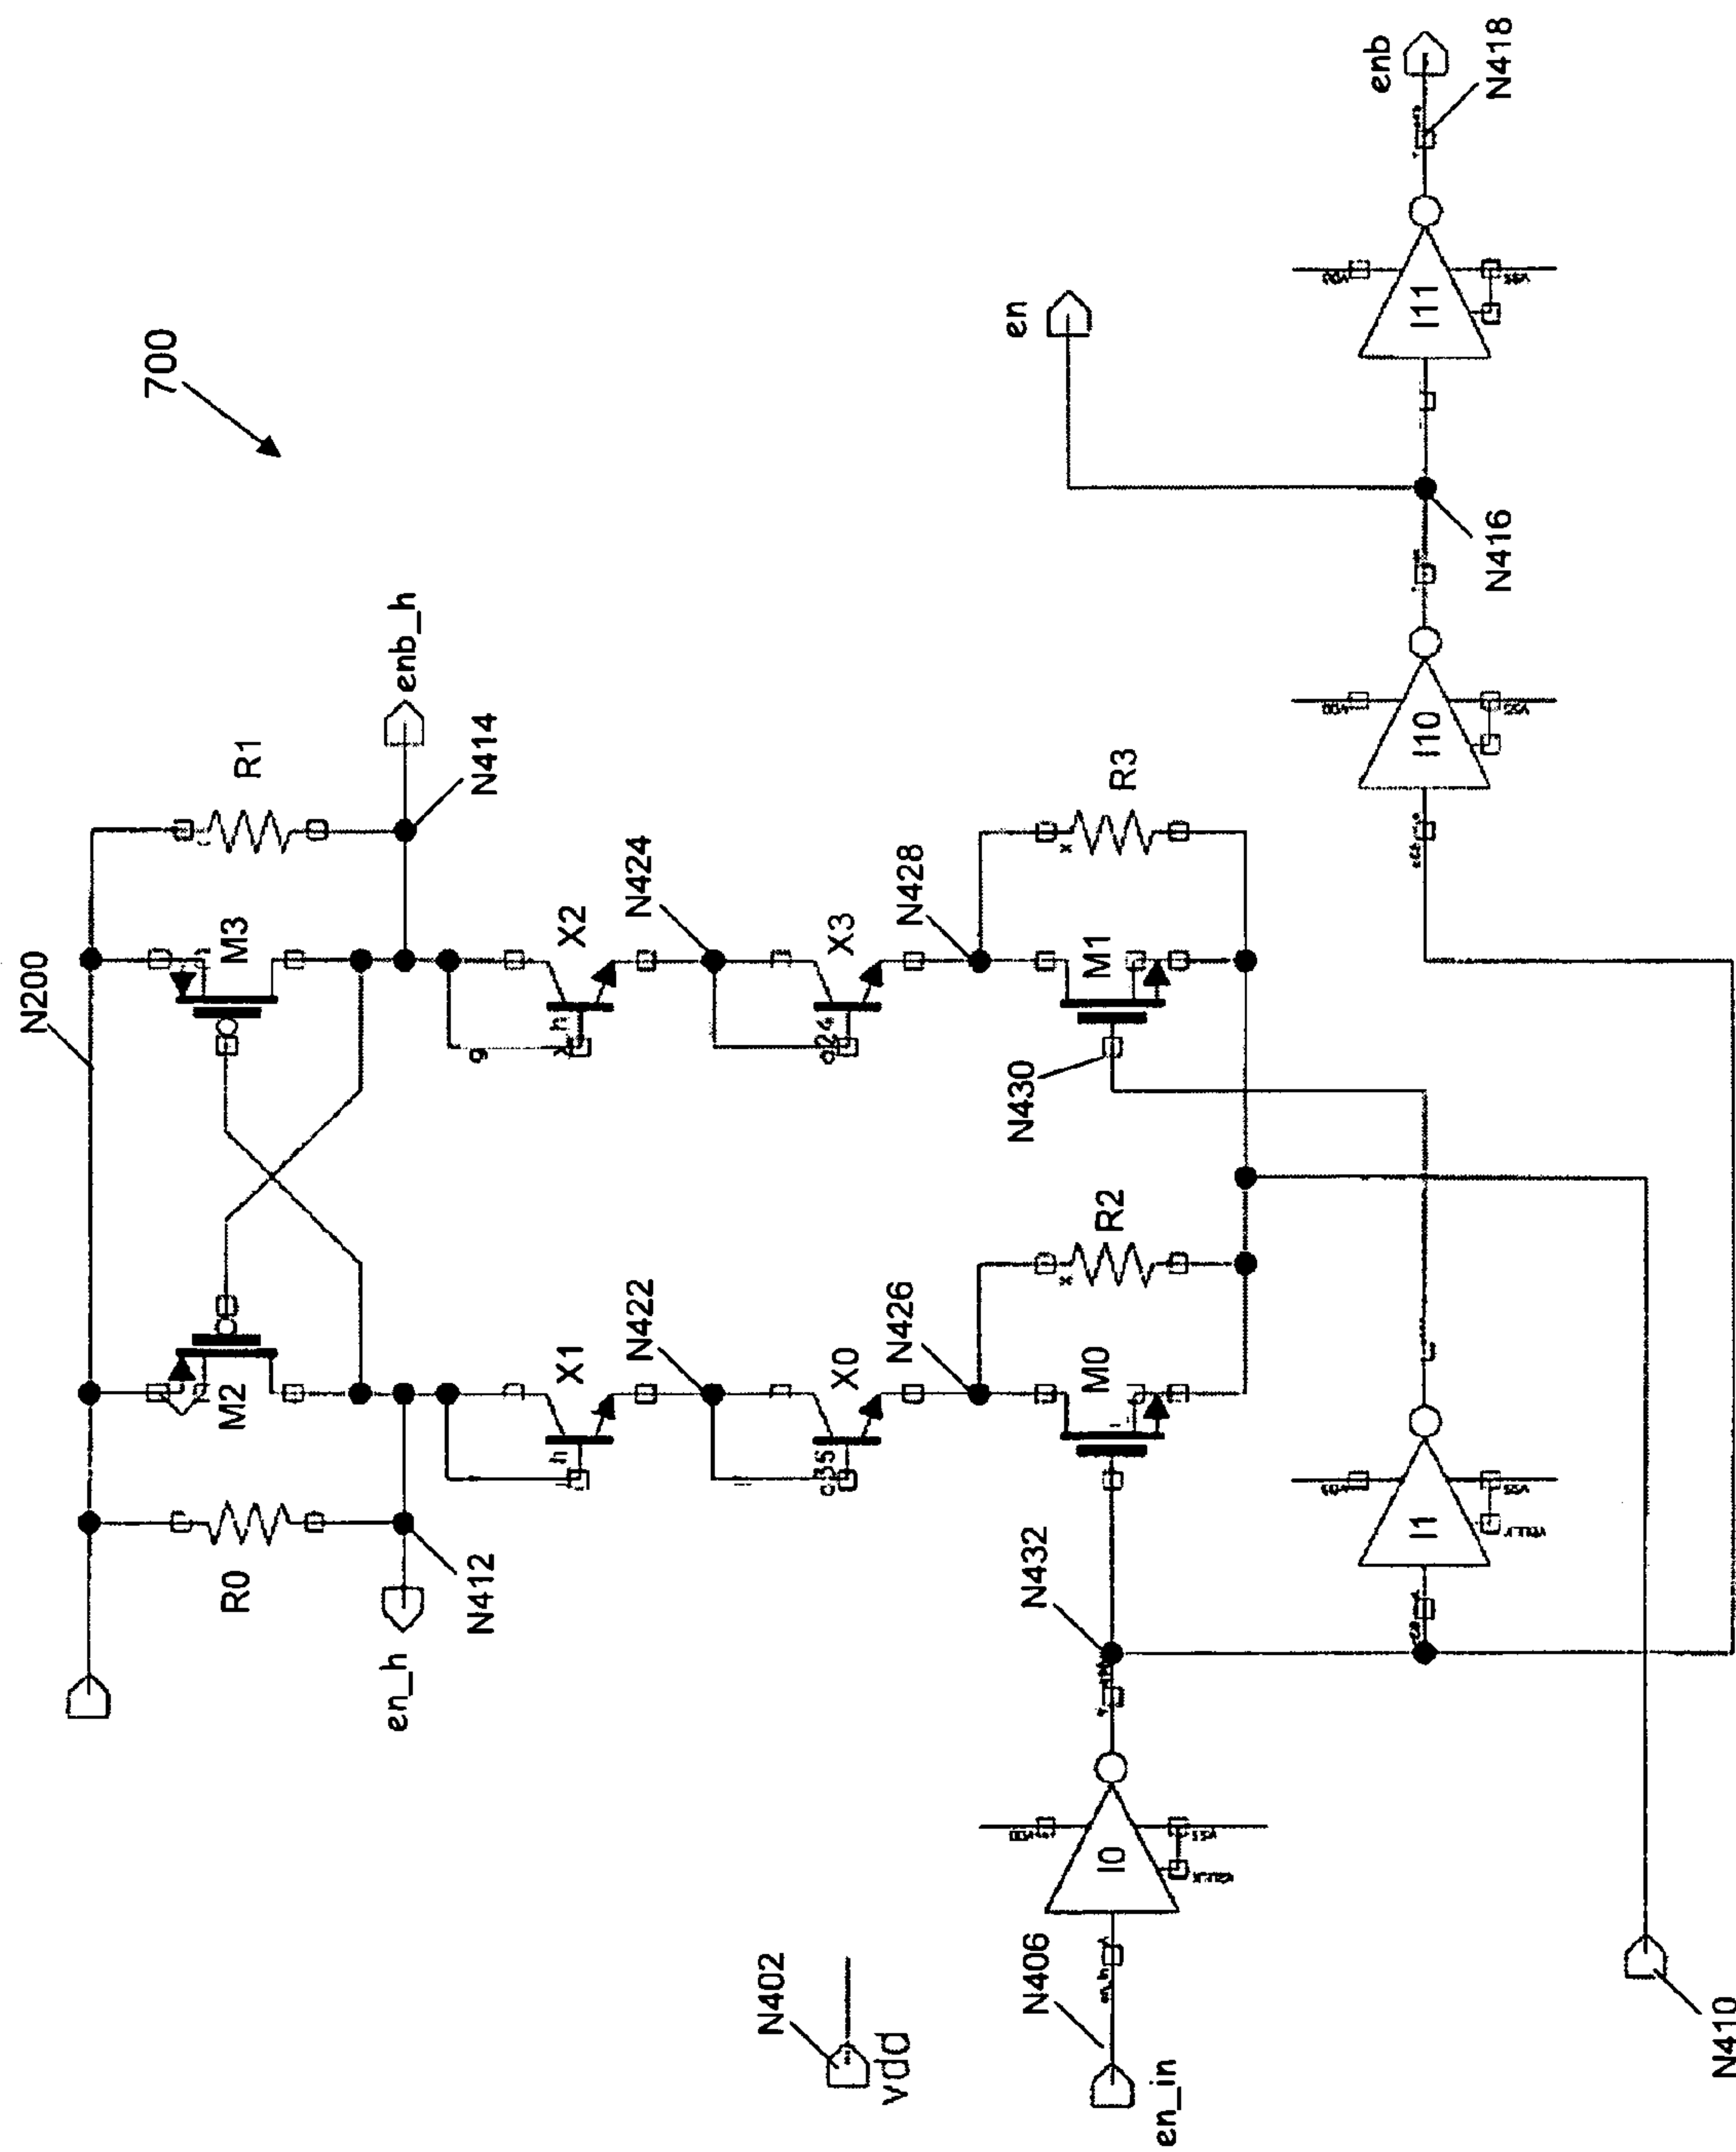 700
N200
M2
M3
R0
R1
en_h
N412
enb_h
N414
X1
X2
N422
N424
X0
X3
N426
N428
M0
M1
R2
R3
N432
N430
N402
vdd
N406
en_in
I0
I1
I10
I11
en
N416
enb
N418
N410